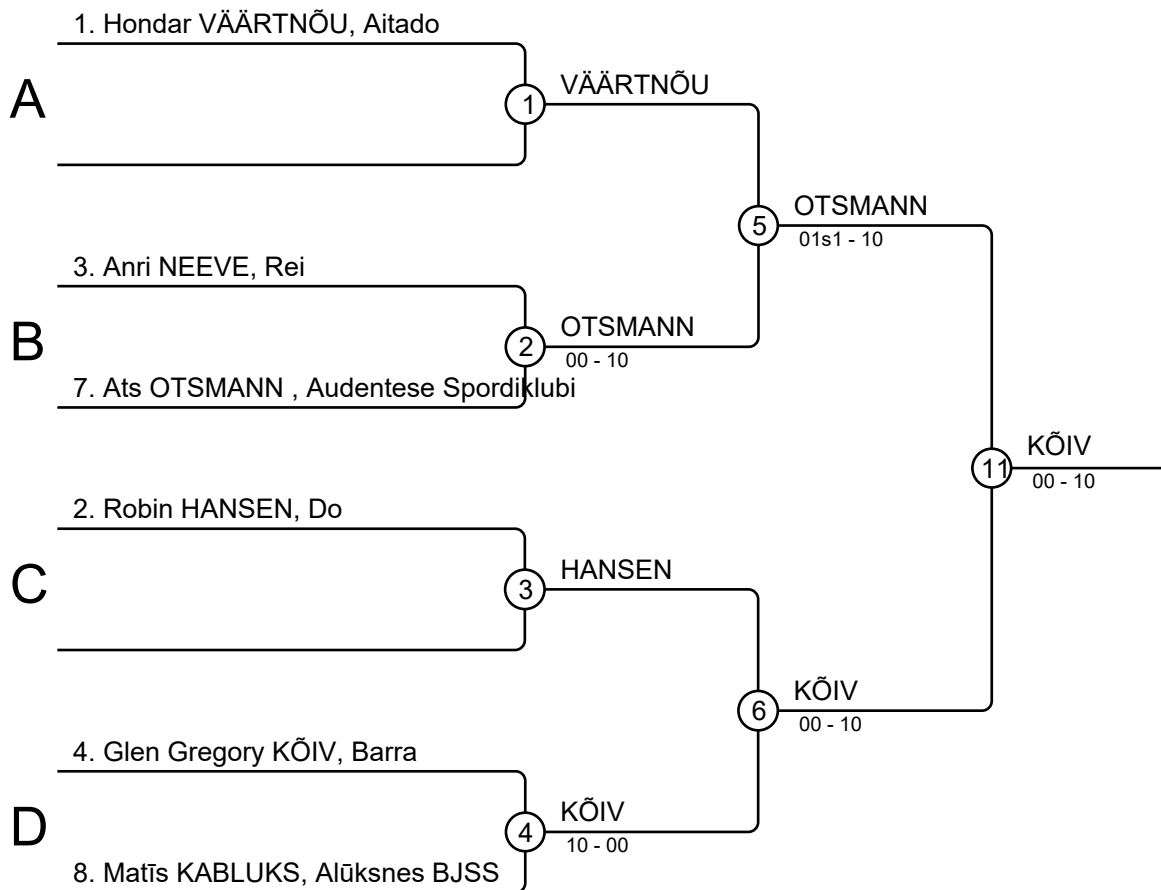 1. Hondar VÄÄRTNÕU, Aitado
A
1
VÄÄRTNÕU
5
OTSMANN
01s1 - 10
3. Anri NEEVE, Rei
B
2
OTSMANN
00 - 10
7. Ats OTSMANN , Audentese Spordiklubi
11
KÕIV
00 - 10
2. Robin HANSEN, Do
C
3
HANSEN
6
KÕIV
00 - 10
4. Glen Gregory KÕIV, Barra
D
4
KÕIV
10 - 00
8. Matīs KABLUKS, Alūksnes BJSS